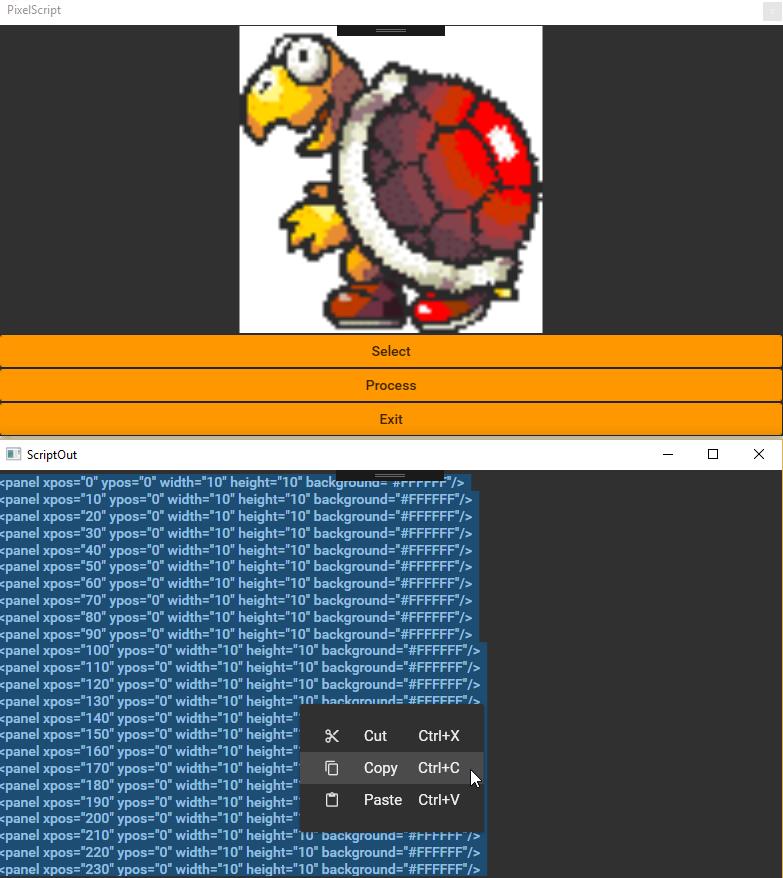 PixelScript
Select
Process
Exit
ScriptOut
<panel xpos="0" ypos="0" width="10" height="10" background="#FFFFFF"/>
<panel xpos="10" ypos="0" width="10" height="10" background="#FFFFFF"/>
<panel xpos="20" ypos="0" width="10" height="10" background="#FFFFFF"/>
<panel xpos="30" ypos="0" width="10" height="10" background="#FFFFFF"/>
<panel xpos="40" ypos="0" width="10" height="10" background="#FFFFFF"/>
<panel xpos="50" ypos="0" width="10" height="10" background="#FFFFFF"/>
<panel xpos="60" ypos="0" width="10" height="10" background="#FFFFFF"/>
<panel xpos="70" ypos="0" width="10" height="10" background="#FFFFFF"/>
<panel xpos="80" ypos="0" width="10" height="10" background="#FFFFFF"/>
<panel xpos="90" ypos="0" width="10" height="10" background="#FFFFFF"/>
<panel xpos="100" ypos="0" width="10" height="10" background="#FFFFFF"/>
<panel xpos="110" ypos="0" width="10" height="10" background="#FFFFFF"/>
<panel xpos="120" ypos="0" width="10" height="10" background="#FFFFFF"/>
<panel xpos="130" ypos="0" width="10" height="10" background="#FFFFFF"/>
<panel xpos="140" ypos="0" width="10" height=
<panel xpos="150" ypos="0" width="10" height=
<panel xpos="160" ypos="0" width="10" height=
<panel xpos="170" ypos="0" width="10" height=
<panel xpos="180" ypos="0" width="10" height=
<panel xpos="190" ypos="0" width="10" height=
<panel xpos="200" ypos="0" width="10" height=
<panel xpos="210" ypos="0" width="10" height="10" background="#FFFFFF"/>
<panel xpos="220" ypos="0" width="10" height="10" background="#FFFFFF"/>
<panel xpos="230" ypos="0" width="10" height="10" background="#FFFFFF"/>
Cut Ctrl+X
Copy Ctrl+C
Paste Ctrl+V